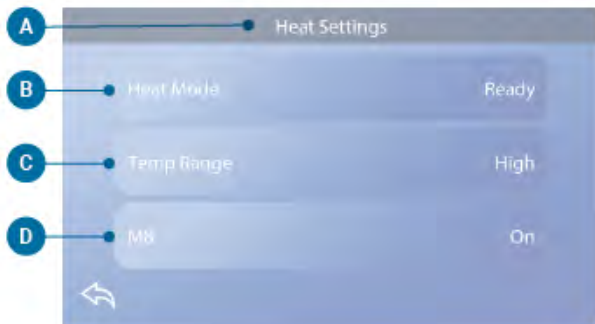 A Heat Settings
B Heat Mode Ready
C Temp Range High
D M8 On